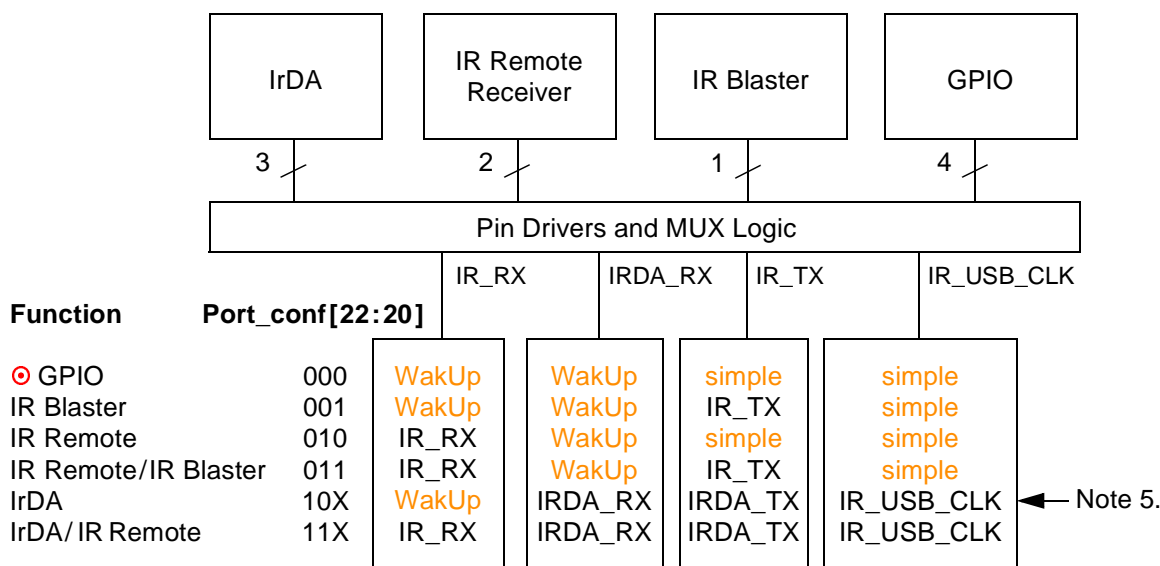 IrDA
IR Remote
Receiver
IR Blaster
GPIO
3
2
1
4
Pin Drivers and MUX Logic
IR_RX IRDA_RX IR_TX IR_USB_CLK
Function Port_conf[22:20]
GPIO 000 WakUp WakUp simple simple
IR Blaster 001 WakUp WakUp IR_TX simple
IR Remote 010 IR_RX WakUp simple simple
IR Remote/IR Blaster 011 IR_RX WakUp IR_TX simple
IrDA 10X WakUp IRDA_RX IRDA_TX IR_USB_CLK Note 5.
IrDA/IR Remote 11X IR_RX IRDA_RX IRDA_TX IR_USB_CLK